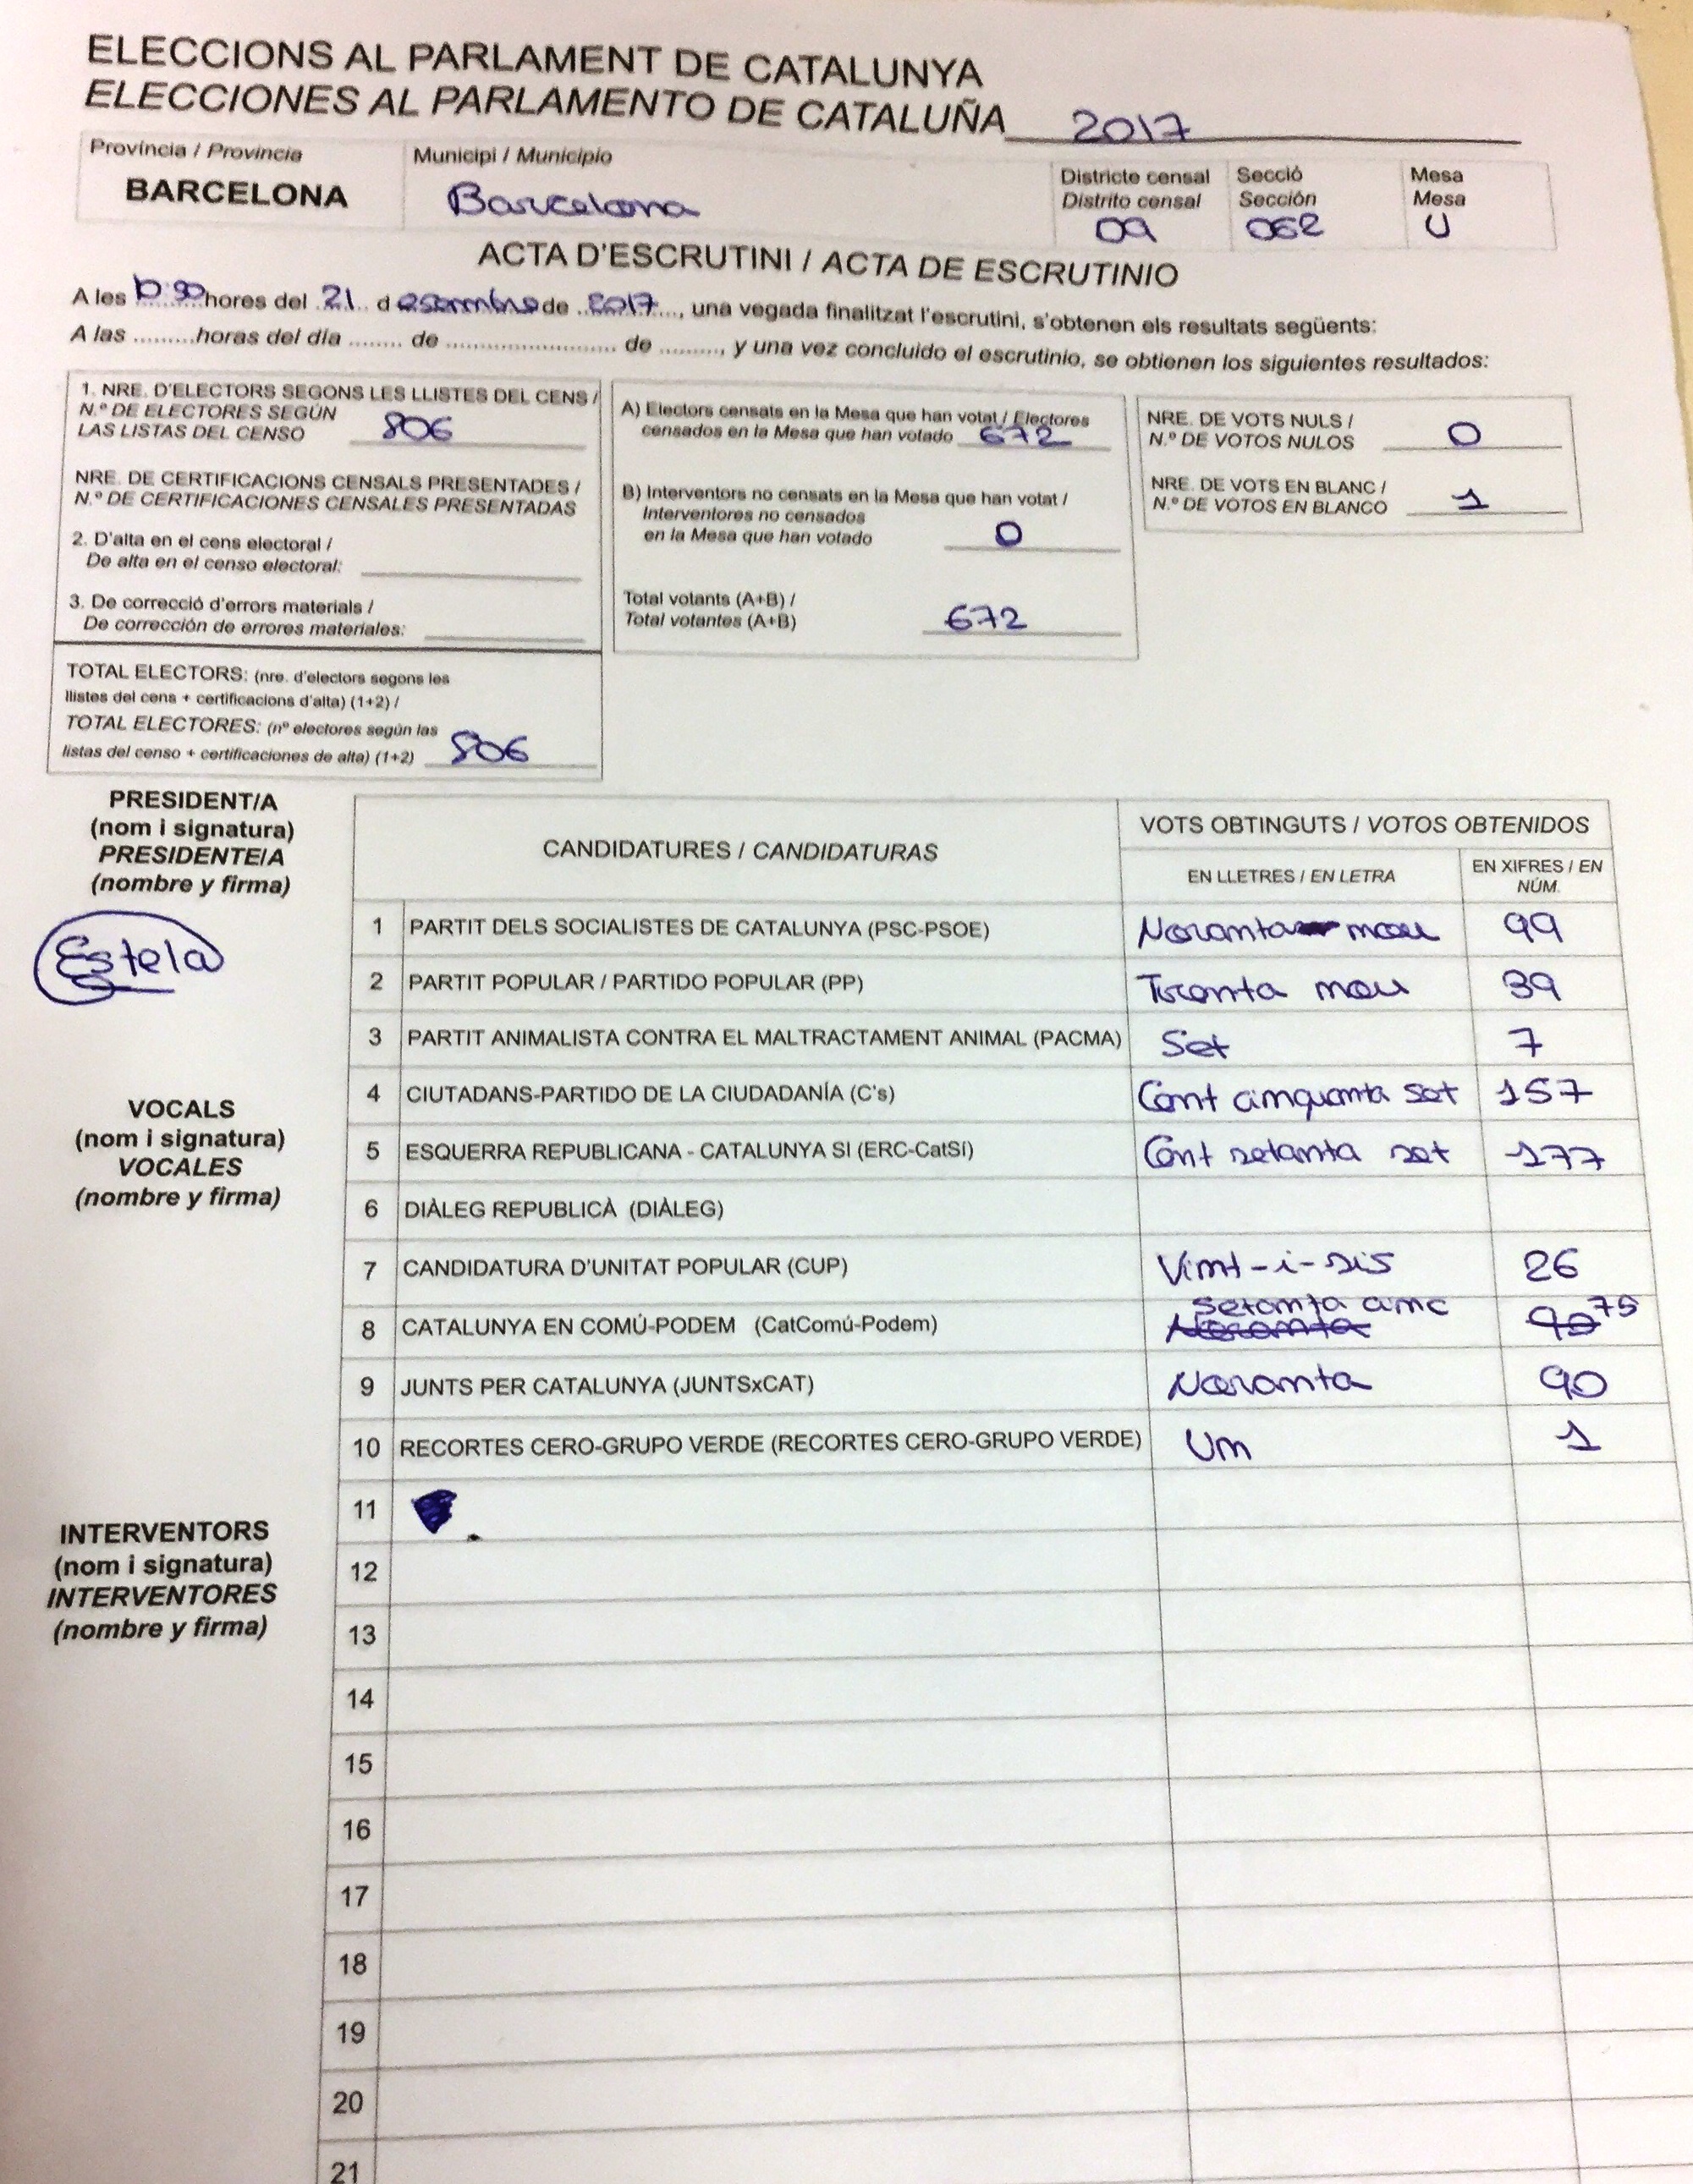 ELECCIONS AL PARLAMENT DE CATALUNYA
ELECCIONES AL PARLAMENTO DE CATALUÑA 2017
Provincia / Provincia
BARCELONA
Municipi / Municipio
Barcelona
Districte censal
Distrito censal
09
Secció
Sección
052
Mesa
Mesa
U
ACTA D'ESCRUTINI / ACTA DE ESCRUTINIO
A les hores del 21 d desembre de 2017, una vegada finalitzat l'escrutini, s'obtenen els resultats següents:
A las ........ horas del día ........ de .................... de ........, y una vez concluido el escrutinio, se obtienen los siguientes resultados:
1. NRE. D'ELECTORS SEGONS LES LLISTES DEL CENS /
N.º DE ELECTORES SEGÚN
LAS LISTAS DEL CENSO 806
NRE. DE CERTIFICACIONS CENSALS PRESENTADES /
N.º DE CERTIFICACIONES CENSALES PRESENTADAS
2. D'alta en el cens electoral /
De alta en el censo electoral:
3. De correcció d'errors materials /
De corrección de errores materiales:
TOTAL ELECTORS: (nre. d'electors segons les
llistes del cens + certificacions d'alta) (1+2) /
TOTAL ELECTORES: (nº electores según las
listas del censo + certificaciones de alta) (1+2) 806
A) Electors censats en la Mesa que han votat / Electores
censados en la Mesa que han votado 672
B) Interventors no censats en la Mesa que han votat /
Interventores no censados
en la Mesa que han votado 0
Total votants (A+B) /
Total votantes (A+B) 672
NRE. DE VOTS NULS /
N.º DE VOTOS NULOS 0
NRE. DE VOTS EN BLANC /
N.º DE VOTOS EN BLANCO 1
PRESIDENT/A
(nom i signatura)
PRESIDENTE/A
(nombre y firma)
Estela
VOCALS
(nom i signatura)
VOCALES
(nombre y firma)
INTERVENTORS
(nom i signatura)
INTERVENTORES
(nombre y firma)
CANDIDATURES / CANDIDATURAS
VOTS OBTINGUTS / VOTOS OBTENIDOS
EN LLETRES / EN LETRA
EN XIFRES / EN
NÚM.
1 PARTIT DELS SOCIALISTES DE CATALUNYA (PSC-PSOE) Noranta nou 99
2 PARTIT POPULAR / PARTIDO POPULAR (PP) Trenta nou 39
3 PARTIT ANIMALISTA CONTRA EL MALTRACTAMENT ANIMAL (PACMA) Set 7
4 CIUTADANS-PARTIDO DE LA CIUDADANÍA (C's) Cent cinquanta set 157
5 ESQUERRA REPUBLICANA - CATALUNYA SI (ERC-CatSí) Cent setanta set 177
6 DIÀLEG REPUBLICÀ (DIÀLEG)
7 CANDIDATURA D'UNITAT POPULAR (CUP) Vint-i-sis 26
8 CATALUNYA EN COMÚ-PODEM (CatComú-Podem) Setanta cinc 75
9 JUNTS PER CATALUNYA (JUNTSxCAT) Noranta 90
10 RECORTES CERO-GRUPO VERDE (RECORTES CERO-GRUPO VERDE) Un 1
11
12
13
14
15
16
17
18
19
20
21